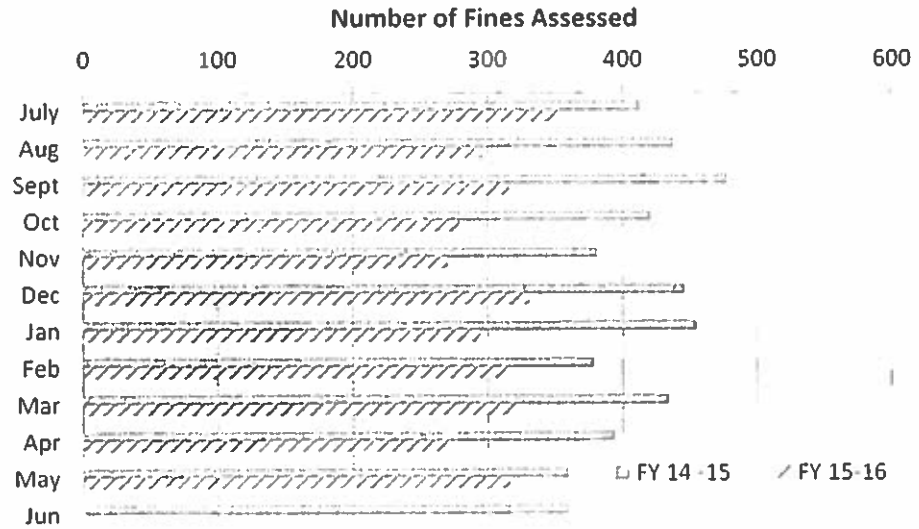 Number of Fines Assessed
0 100 200 300 400 500 600
July
Aug
Sept
Oct
Nov
Dec
Jan
Feb
Mar
Apr
May
Jun
FY 14 -15 FY 15-16